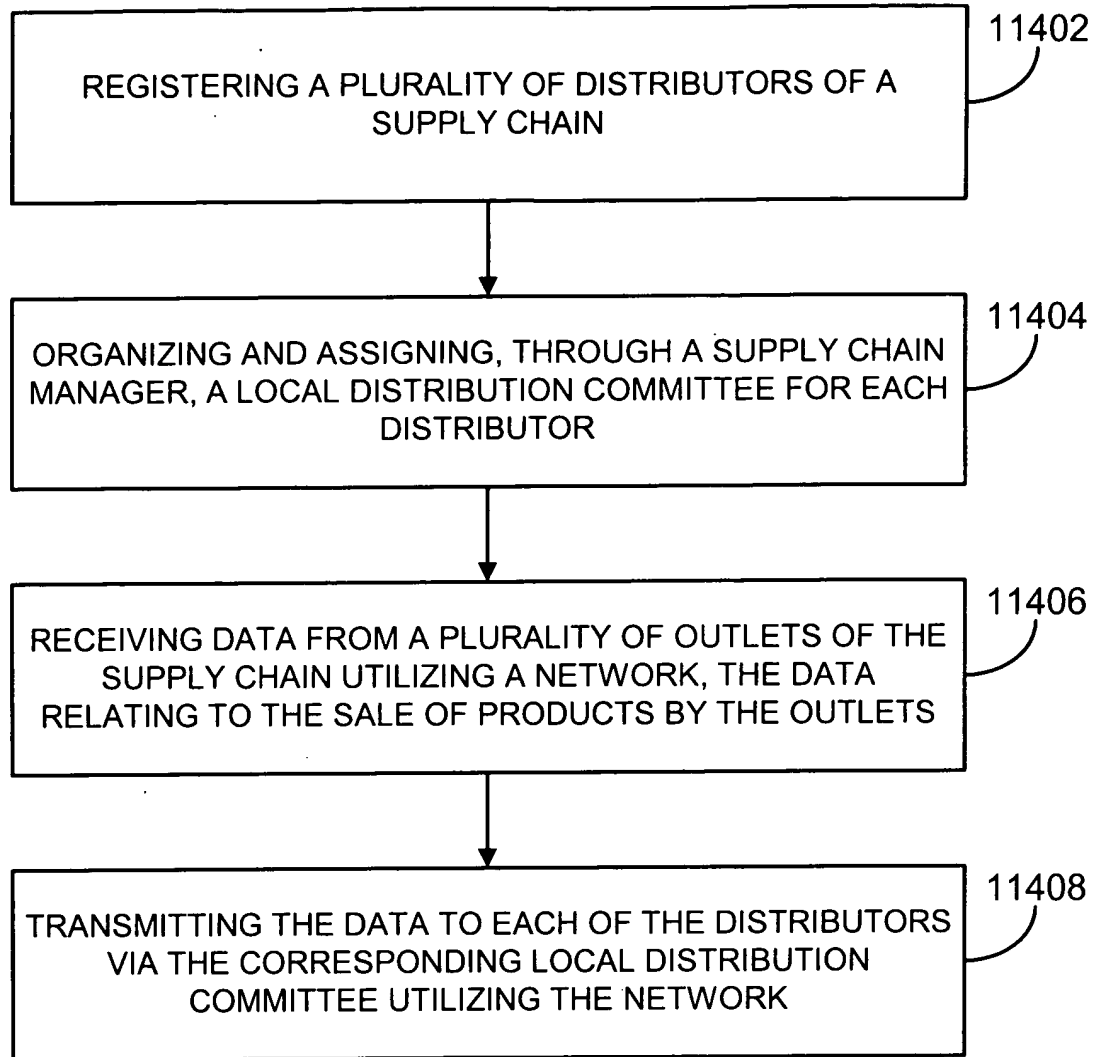 11402
REGISTERING A PLURALITY OF DISTRIBUTORS OF A
SUPPLY CHAIN
11404
ORGANIZING AND ASSIGNING, THROUGH A SUPPLY CHAIN
MANAGER, A LOCAL DISTRIBUTION COMMITTEE FOR EACH
DISTRIBUTOR
11406
RECEIVING DATA FROM A PLURALITY OF OUTLETS OF THE
SUPPLY CHAIN UTILIZING A NETWORK, THE DATA
RELATING TO THE SALE OF PRODUCTS BY THE OUTLETS
11408
TRANSMITTING THE DATA TO EACH OF THE DISTRIBUTORS
VIA THE CORRESPONDING LOCAL DISTRIBUTION
COMMITTEE UTILIZING THE NETWORK